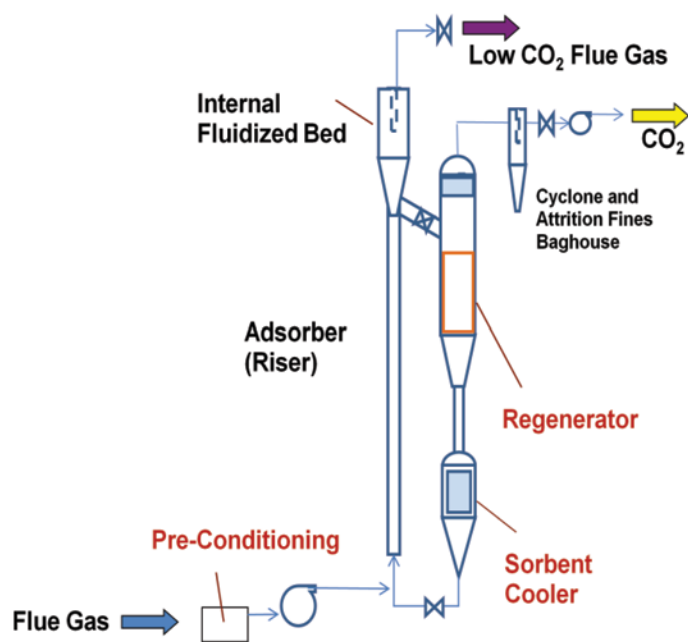 Low CO₂ Flue Gas
Internal
Fluidized Bed
CO₂
Cyclone and
Attrition Fines
Baghouse
Adsorber
(Riser)
Regenerator
Pre-Conditioning
Sorbent
Cooler
Flue Gas